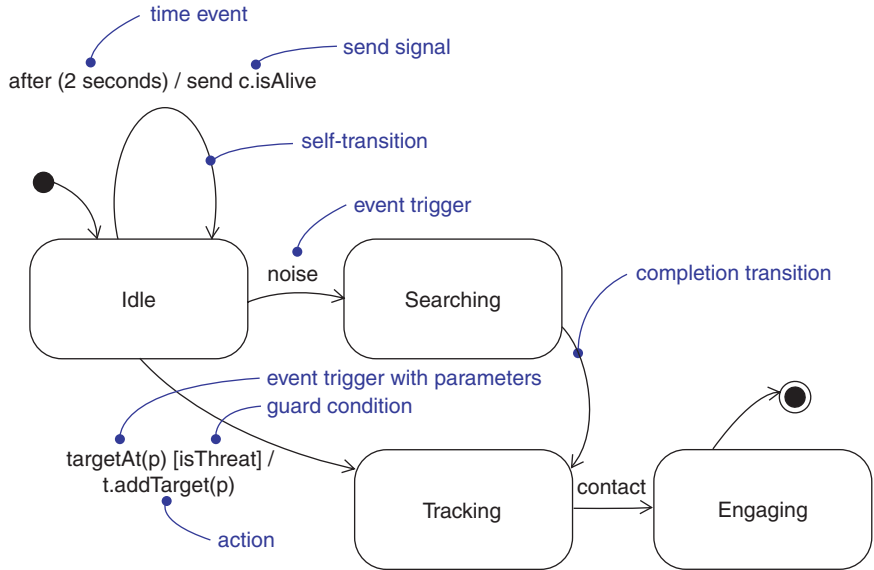 time event
send signal
after (2 seconds) / send c.isAlive
self-transition
event trigger
noise
completion transition
Idle
Searching
event trigger with parameters
guard condition
targetAt(p) [isThreat] /
t.addTarget(p)
contact
Tracking
Engaging
action